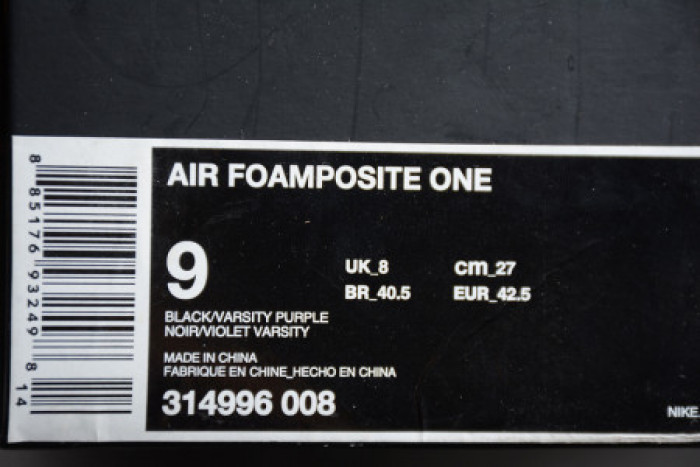 AIR FOAMPOSITE ONE
9
UK_8 cm_27
BR_40.5 EUR_42.5
BLACK/VARSITY PURPLE
NOIR/VIOLET VARSITY
MADE IN CHINA
FABRIQUE EN CHINE_HECHO EN CHINA
314996 008
NIKE.
8 85176 93249 8
14